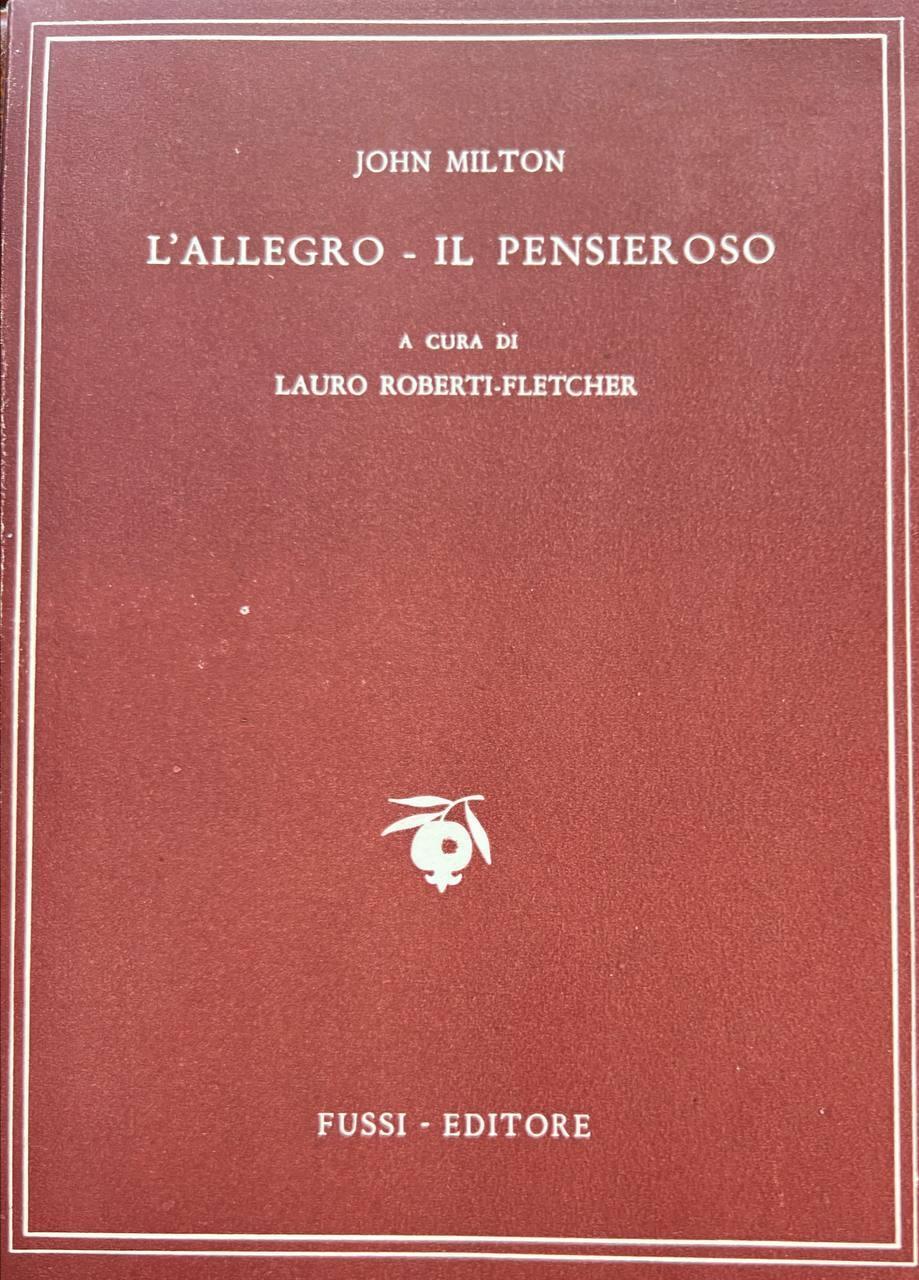 JOHN MILTON
L'ALLEGRO - IL PENSIEROSO
A CURA DI
LAURO ROBERTI-FLETCHER
FUSSI - EDITORE